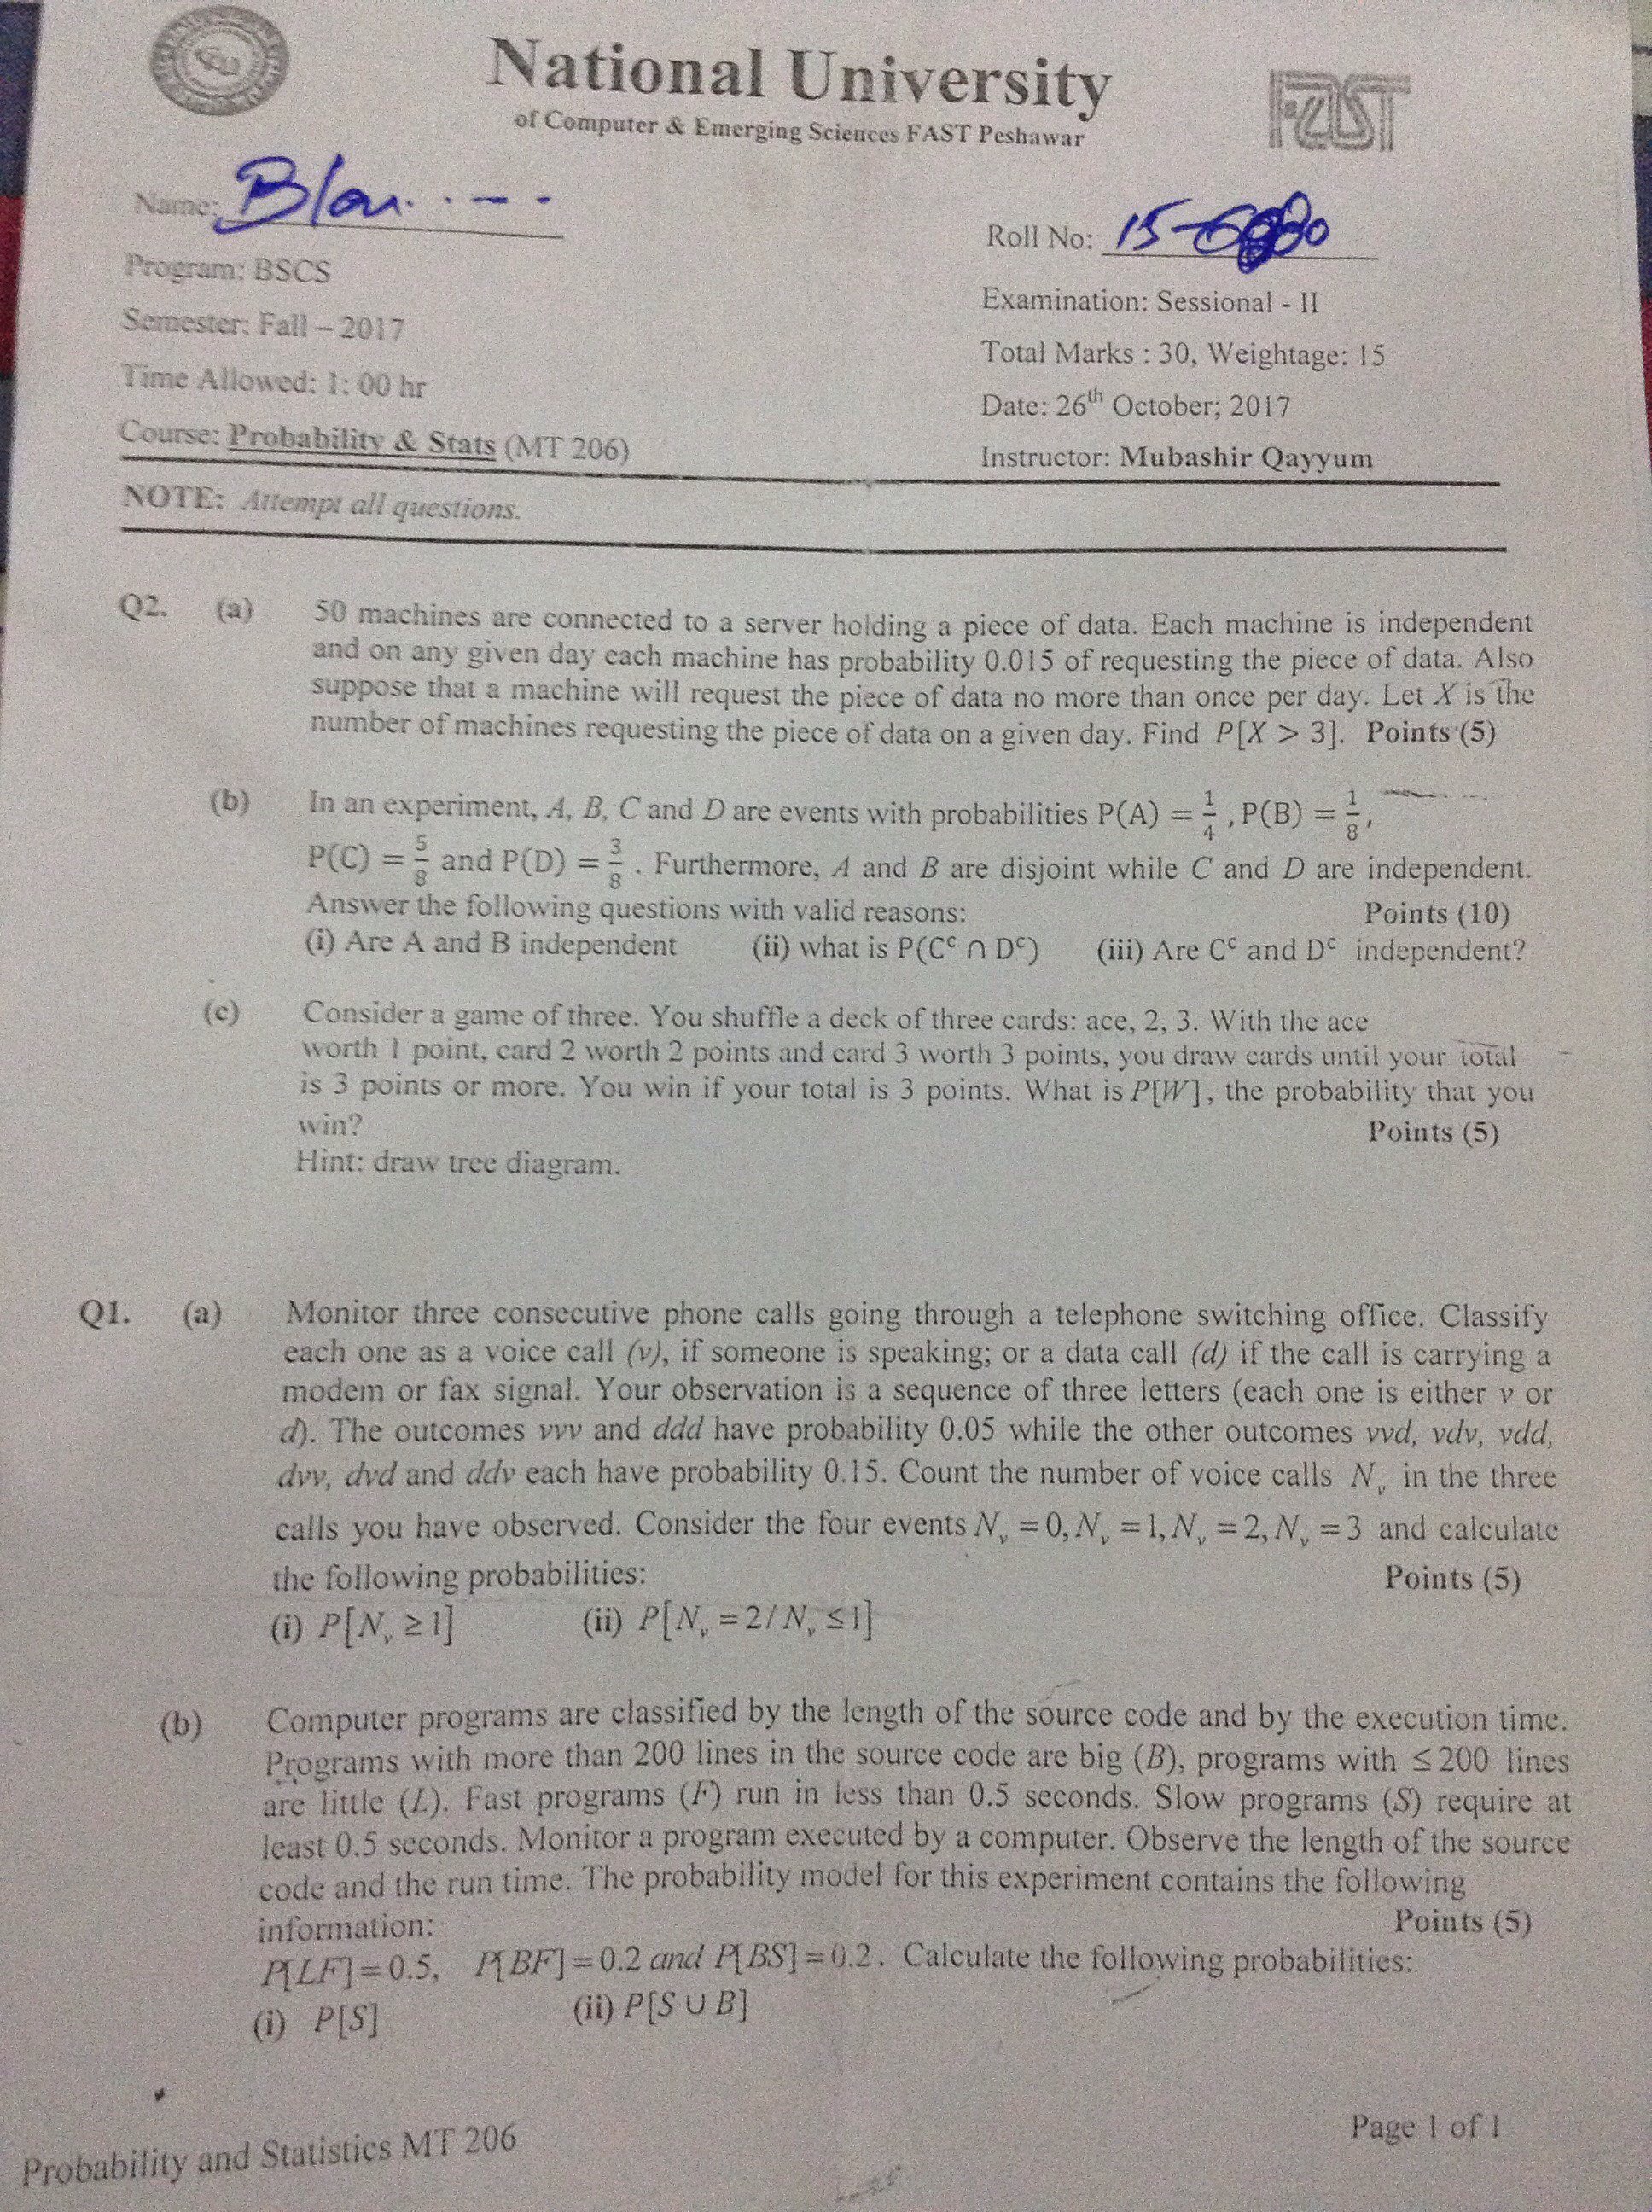 National University
of Computer & Emerging Sciences FAST Peshawar
FAST
Name:
Roll No:
Program: BSCS
Examination: Sessional - II
Semester: Fall – 2017
Total Marks : 30, Weightage: 15
Time Allowed: 1: 00 hr
Date: 26th October; 2017
Course: Probability & Stats (MT 206)
Instructor: Mubashir Qayyum
NOTE: Attempt all questions.
Q2. (a) 50 machines are connected to a server holding a piece of data. Each machine is independent
and on any given day each machine has probability 0.015 of requesting the piece of data. Also
suppose that a machine will request the piece of data no more than once per day. Let X is the
number of machines requesting the piece of data on a given day. Find P[X > 3]. Points (5)
(b) In an experiment, A, B, C and D are events with probabilities P(A) = 1/4 , P(B) = 1/8,
P(C) = 5/8 and P(D) = 3/8 . Furthermore, A and B are disjoint while C and D are independent.
Answer the following questions with valid reasons: Points (10)
(i) Are A and B independent (ii) what is P(Cᶜ ∩ Dᶜ) (iii) Are Cᶜ and Dᶜ independent?
(c) Consider a game of three. You shuffle a deck of three cards: ace, 2, 3. With the ace
worth 1 point, card 2 worth 2 points and card 3 worth 3 points, you draw cards until your total
is 3 points or more. You win if your total is 3 points. What is P[W], the probability that you
win? Points (5)
Hint: draw tree diagram.
Q1. (a) Monitor three consecutive phone calls going through a telephone switching office. Classify
each one as a voice call (v), if someone is speaking; or a data call (d) if the call is carrying a
modem or fax signal. Your observation is a sequence of three letters (each one is either v or
d). The outcomes vvv and ddd have probability 0.05 while the other outcomes vvd, vdv, vdd,
dvv, dvd and ddv each have probability 0.15. Count the number of voice calls Nᵥ in the three
calls you have observed. Consider the four events Nᵥ = 0, Nᵥ = 1, Nᵥ = 2, Nᵥ = 3 and calculate
the following probabilities: Points (5)
(i) P[Nᵥ ≥ 1] (ii) P[Nᵥ = 2 / Nᵥ ≤ 1]
(b) Computer programs are classified by the length of the source code and by the execution time.
Programs with more than 200 lines in the source code are big (B), programs with ≤ 200 lines
are little (L). Fast programs (F) run in less than 0.5 seconds. Slow programs (S) require at
least 0.5 seconds. Monitor a program executed by a computer. Observe the length of the source
code and the run time. The probability model for this experiment contains the following
information: Points (5)
P[LF] = 0.5, P[BF] = 0.2 and P[BS] = 0.2. Calculate the following probabilities:
(i) P[S] (ii) P[S ∪ B]
Page 1 of 1
Probability and Statistics MT 206